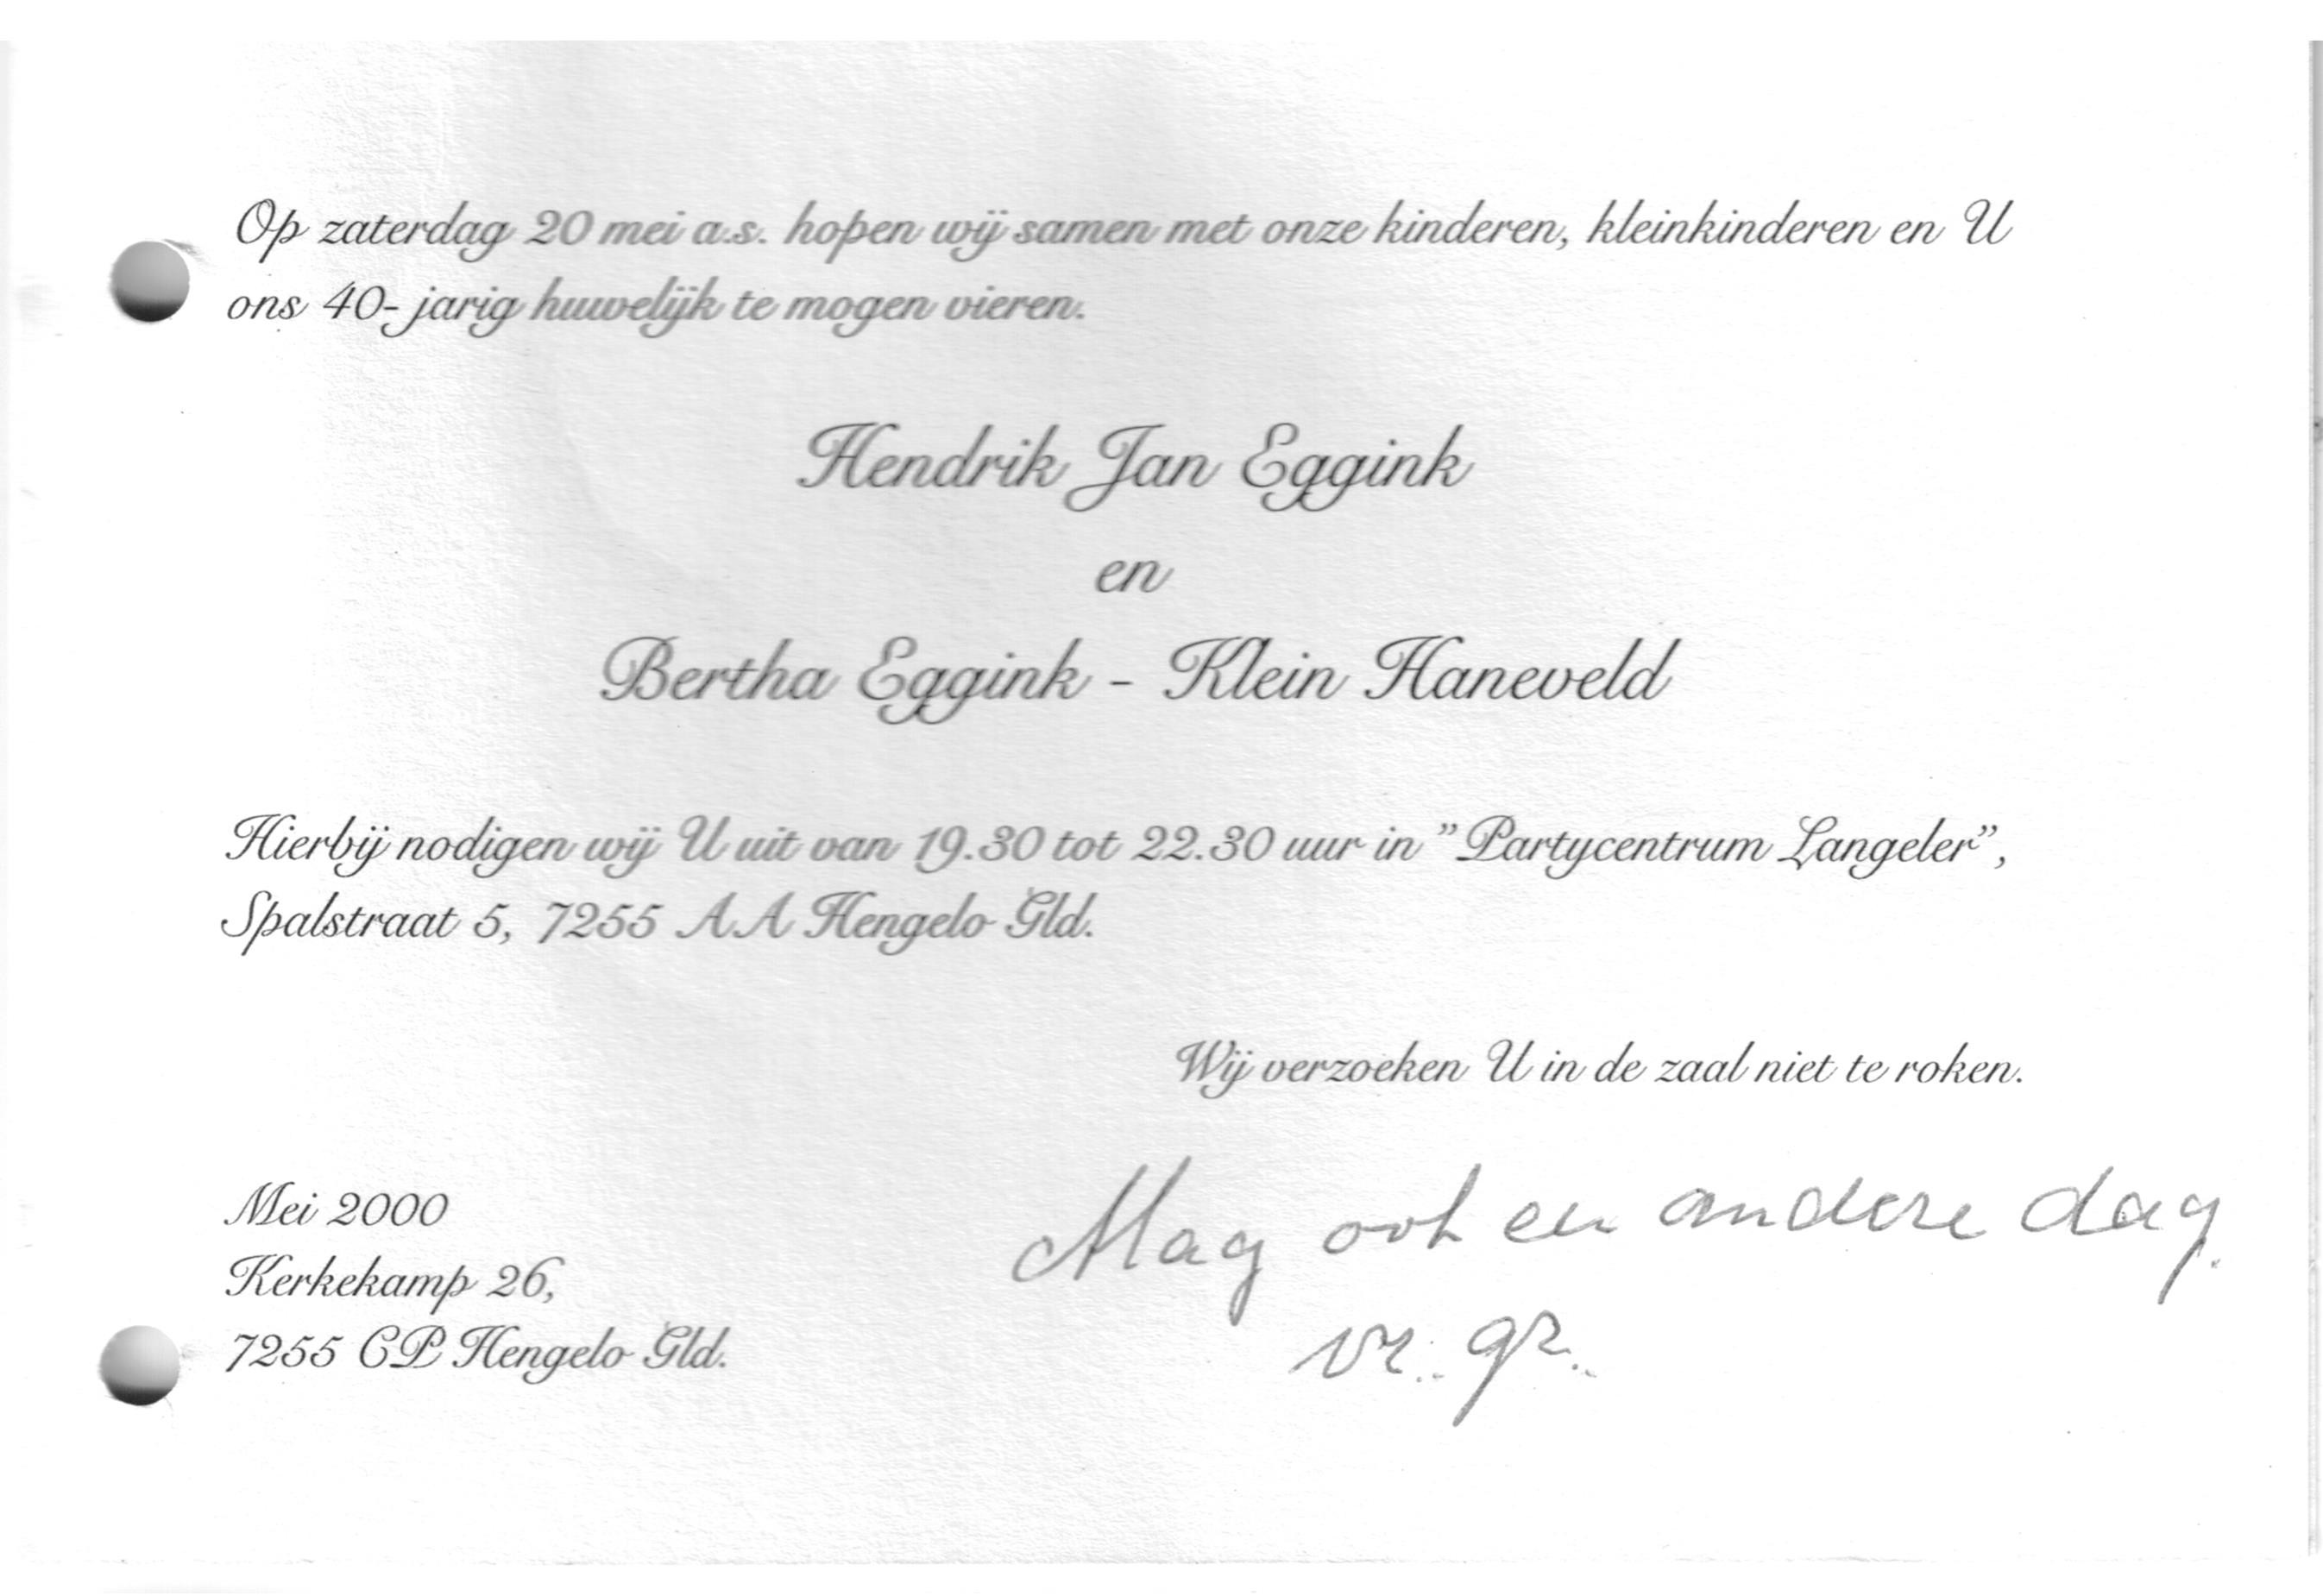 Op zaterdag 20 mei a.s. hopen wij samen met onze kinderen, kleinkinderen en U
ons 40-jarig huwelijk te mogen vieren.
Hendrik Jan Eggink
en
Bertha Eggink - Klein Haneveld
Hierbij nodigen wij U uit van 19.30 tot 22.30 uur in "Partycentrum Langeler",
Spalstraat 5, 7255 AA Hengelo Gld.
Wij verzoeken U in de zaal niet te roken.
Mag ook een andere dag.
vr. gr.
Mei 2000
Kerkekamp 26,
7255 CP Hengelo Gld.